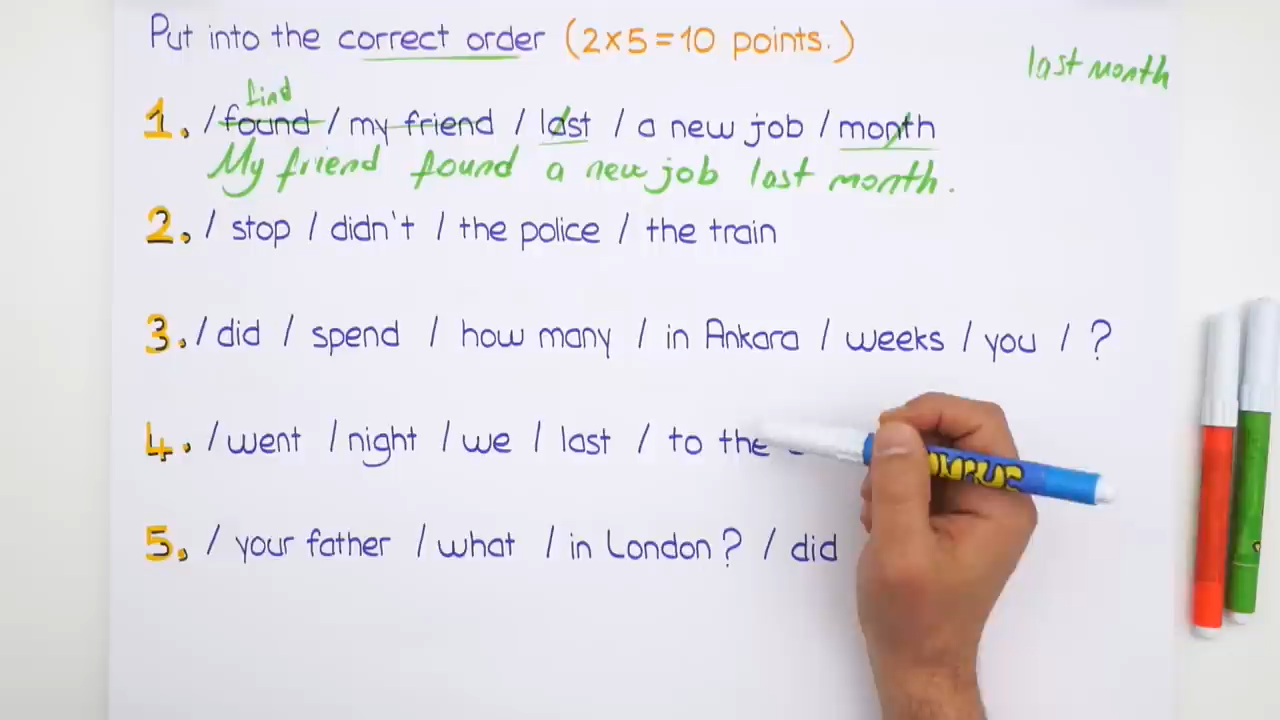 Put into the correct order (2x5=10 points.)
last month
find
1. / found / my friend / last / a new job / month
My friend found a new job last month.
2. / stop / didn't / the police / the train
3. / did / spend / how many / in Ankara / weeks / you / ?
4. / went / night / we / last / to the
5. / your father / what / in London? / did